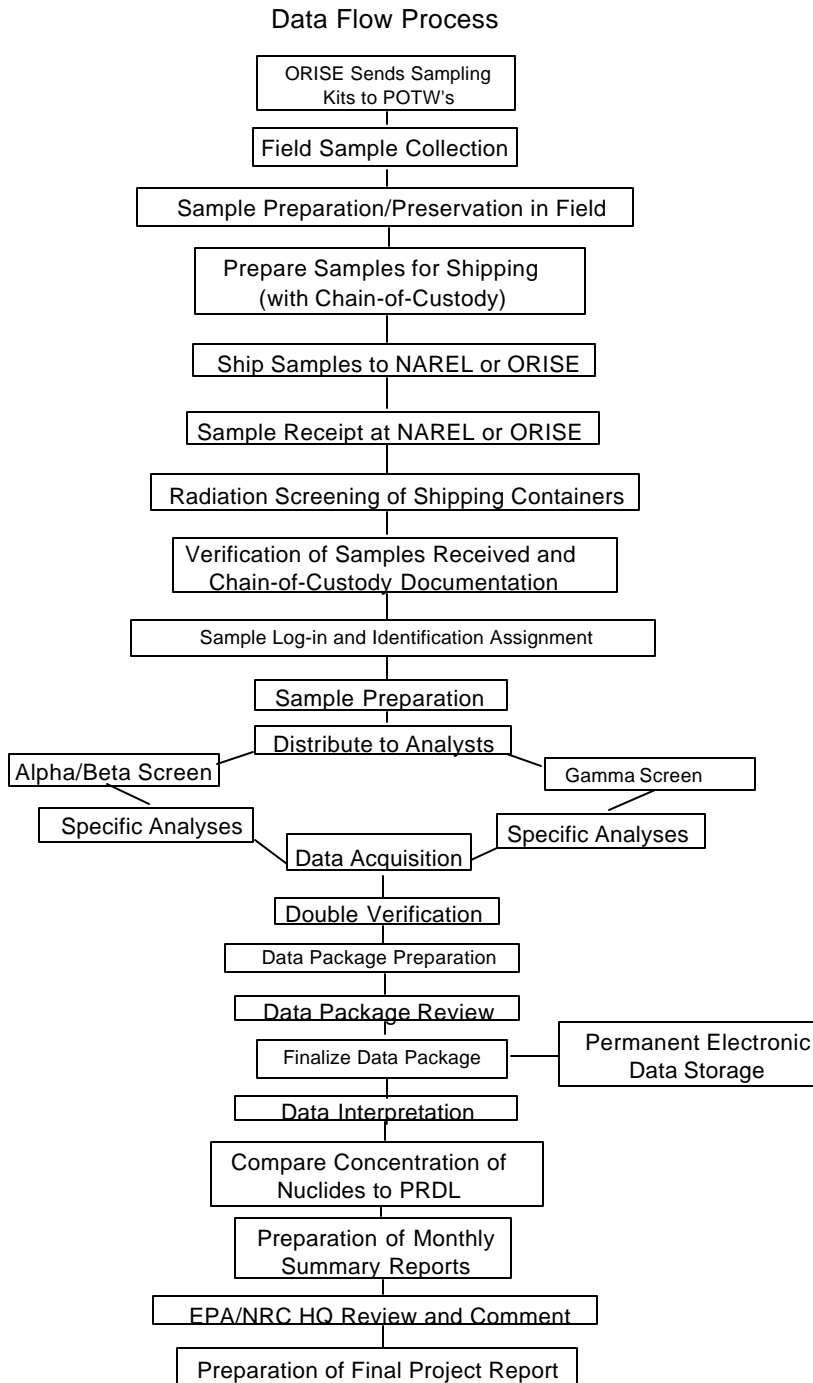 Data Flow Process
ORISE Sends Sampling
Kits to POTW's
Field Sample Collection
Sample Preparation/Preservation in Field
Prepare Samples for Shipping
(with Chain-of-Custody)
Ship Samples to NAREL or ORISE
Sample Receipt at NAREL or ORISE
Radiation Screening of Shipping Containers
Verification of Samples Received and
Chain-of-Custody Documentation
Sample Log-in and Identification Assignment
Sample Preparation
Distribute to Analysts
Alpha/Beta Screen
Gamma Screen
Specific Analyses
Specific Analyses
Data Acquisition
Double Verification
Data Package Preparation
Data Package Review
Finalize Data Package
Permanent Electronic
Data Storage
Data Interpretation
Compare Concentration of
Nuclides to PRDL
Preparation of Monthly
Summary Reports
EPA/NRC HQ Review and Comment
Preparation of Final Project Report